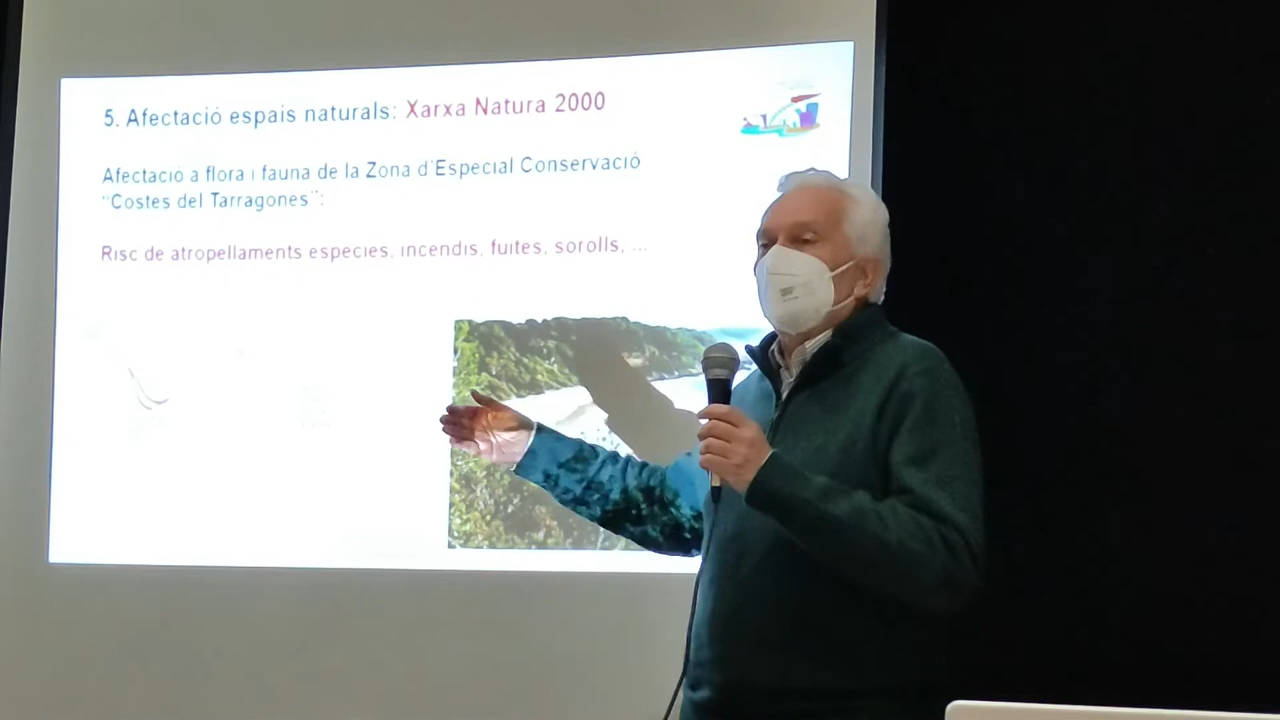 5. Afectació espais naturals: Xarxa Natura 2000
Afectació a flora i fauna de la Zona d'Especial Conservació
"Costes del Tarragones":
Risc de atropellaments especies, incendis, fuites, sorolls, ...